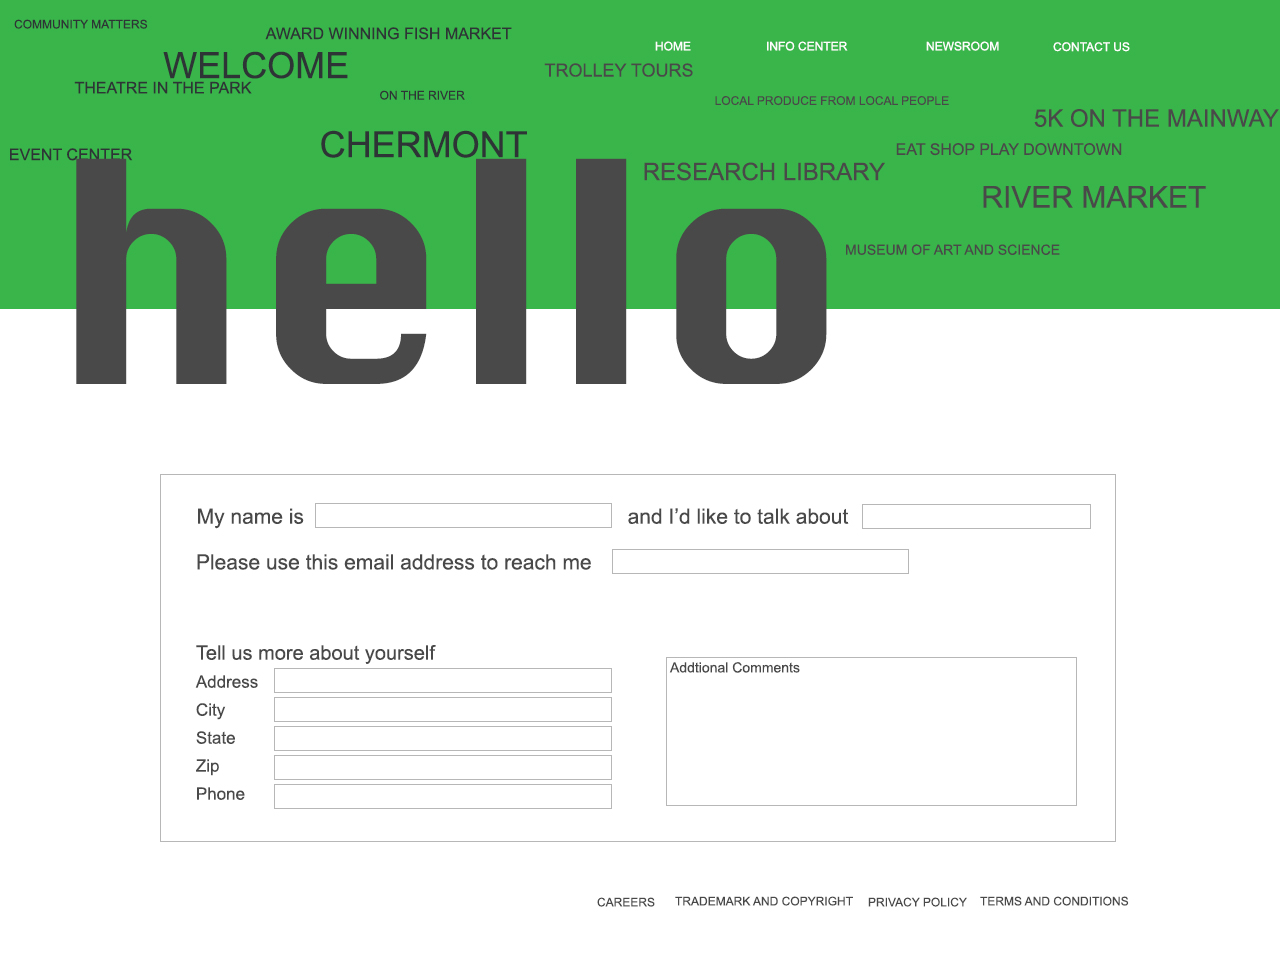 COMMUNITY MATTERS
AWARD WINNING FISH MARKET
HOME INFO CENTER NEWSROOM CONTACT US
WELCOME
TROLLEY TOURS
THEATRE IN THE PARK
ON THE RIVER
LOCAL PRODUCE FROM LOCAL PEOPLE
5K ON THE MAINWAY
CHERMONT
EAT SHOP PLAY DOWNTOWN
EVENT CENTER
RESEARCH LIBRARY
RIVER MARKET
MUSEUM OF ART AND SCIENCE
hello
My name is and I'd like to talk about
Please use this email address to reach me
Tell us more about yourself
Addtional Comments
Address
City
State
Zip
Phone
CAREERS TRADEMARK AND COPYRIGHT PRIVACY POLICY TERMS AND CONDITIONS